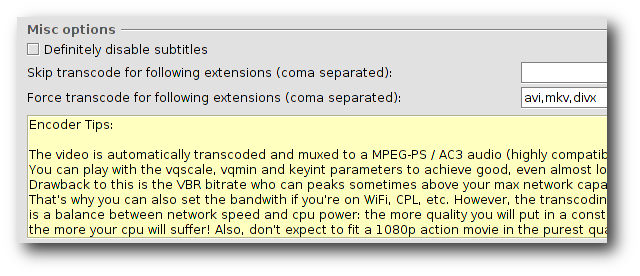 Misc options
Definitely disable subtitles
Skip transcode for following extensions (coma separated):
Force transcode for following extensions (coma separated): avi,mkv,divx
Encoder Tips:
The video is automatically transcoded and muxed to a MPEG-PS / AC3 audio (highly compatib
You can play with the vqscale, vqmin and keyint parameters to achieve good, even almost lo
Drawback to this is the VBR bitrate who can peaks sometimes above your max network capa
That's why you can also set the bandwith if you're on WiFi, CPL, etc. However, the transcodin
is a balance between network speed and cpu power: the more quality you will put in a const
the more your cpu will suffer! Also, don't expect to fit a 1080p action movie in the purest qua